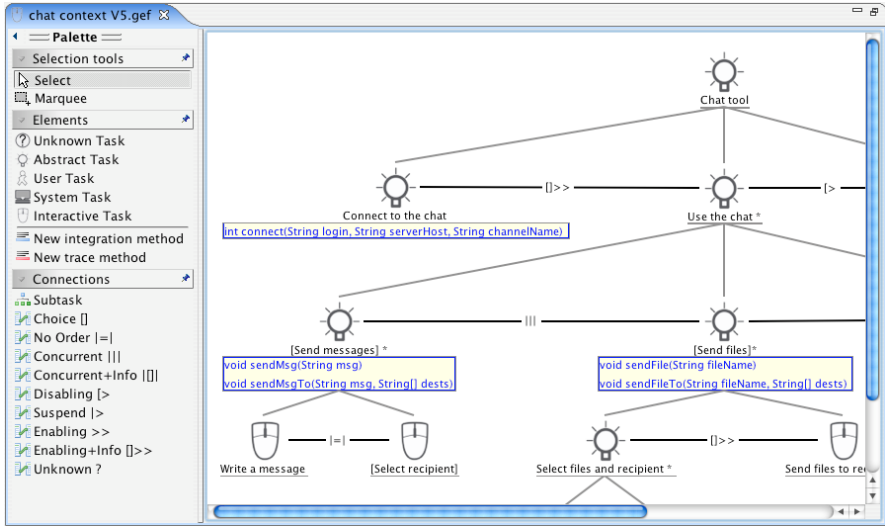 chat context V5.gef
Palette
Selection tools
Select
Marquee
Elements
Unknown Task
Abstract Task
User Task
System Task
Interactive Task
New integration method
New trace method
Connections
Subtask
Choice []
No Order |=|
Concurrent |||
Concurrent+Info |[]|
Disabling [>
Suspend |>
Enabling >>
Enabling+Info []>>
Unknown ?
Chat tool
[]>>
[>
Connect to the chat
Use the chat *
int connect(String login, String serverHost, String channelName)
|||
[Send messages] *
[Send files]*
void sendMsg(String msg)
void sendMsgTo(String msg, String[] dests)
void sendFile(String fileName)
void sendFileTo(String fileName, String[] dests)
|=|
[]>>
Write a message
[Select recipient]
Select files and recipient *
Send files to